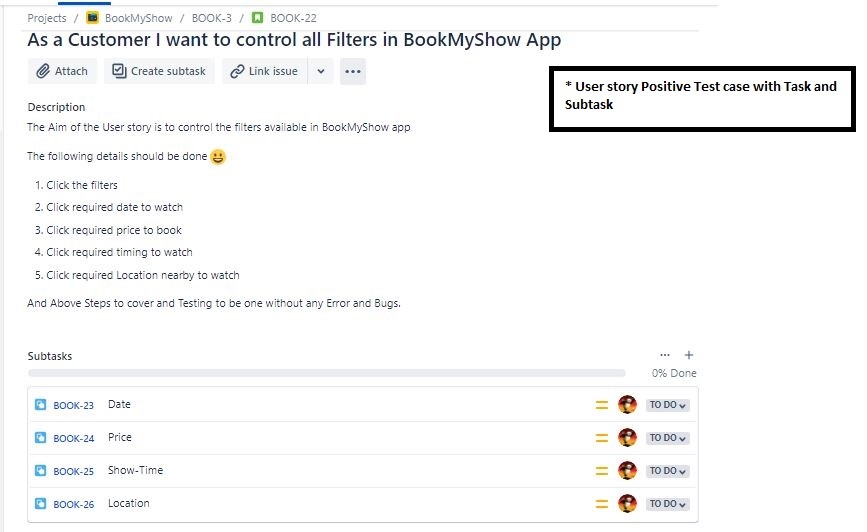 Projects / BookMyShow / BOOK-3 / BOOK-22
As a Customer I want to control all Filters in BookMyShow App
Attach Create subtask Link issue
* User story Positive Test case with Task and
Subtask
Description
The Aim of the User story is to control the filters available in BookMyShow app
The following details should be done
1. Click the filters
2. Click required date to watch
3. Click required price to book
4. Click required timing to watch
5. Click required Location nearby to watch
And Above Steps to cover and Testing to be one without any Error and Bugs.
Subtasks
0% Done
BOOK-23 Date TO DO
BOOK-24 Price TO DO
BOOK-25 Show-Time TO DO
BOOK-26 Location TO DO